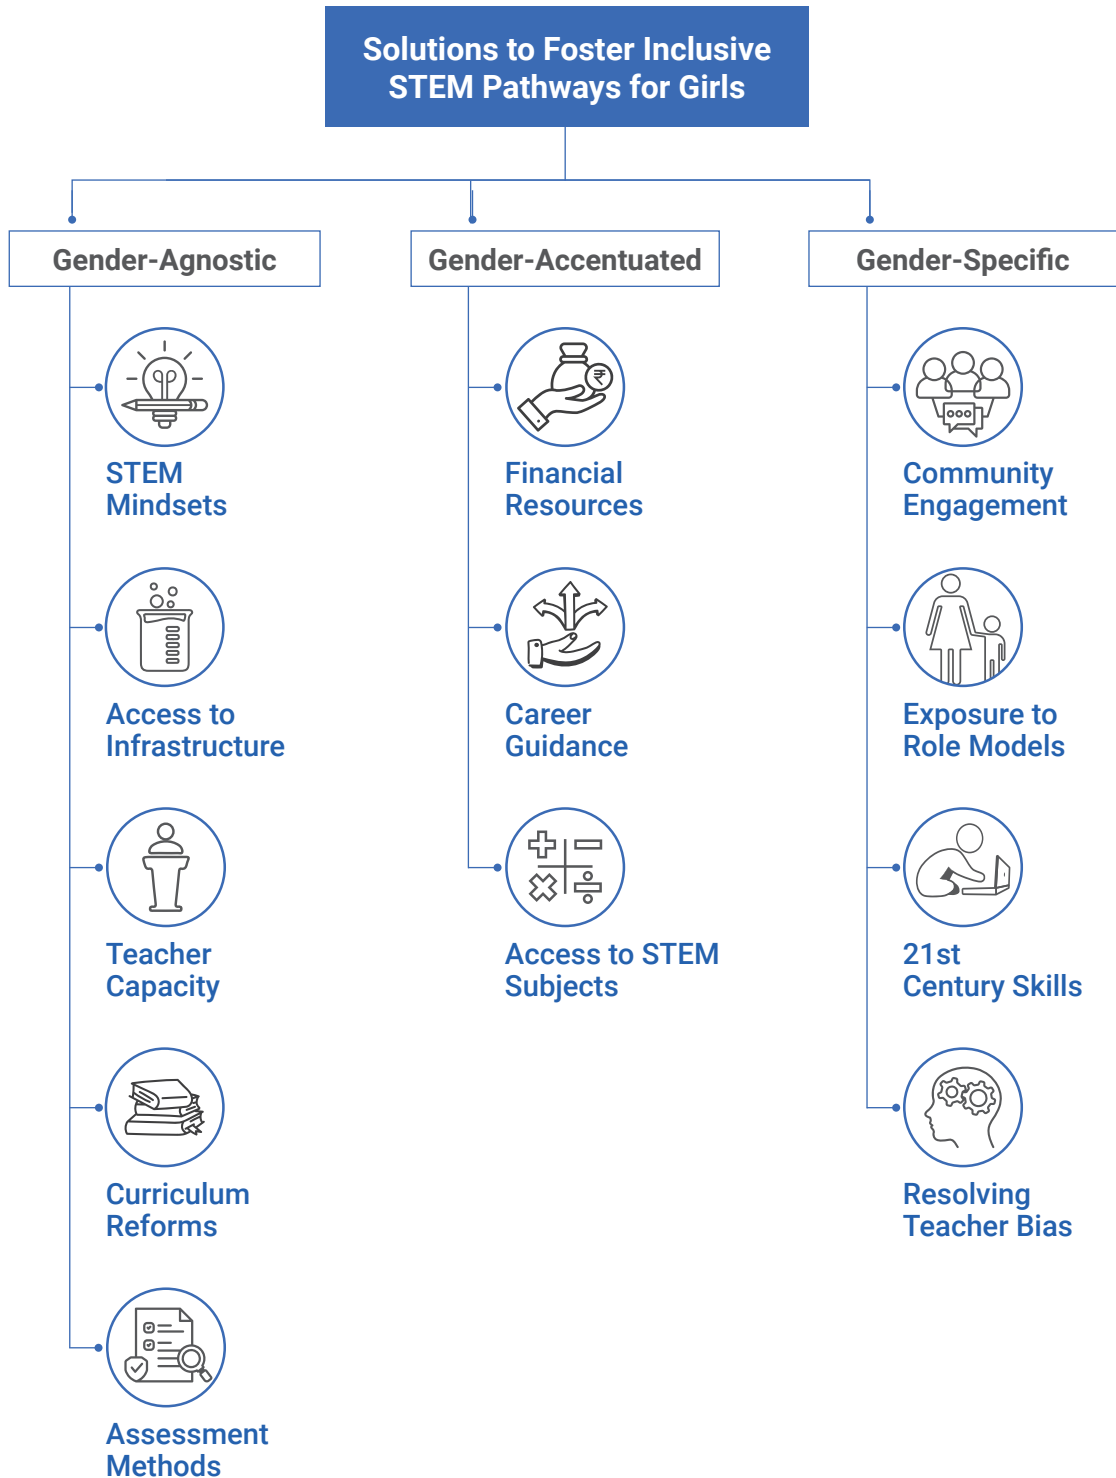 Solutions to Foster Inclusive
STEM Pathways for Girls
Gender-Agnostic
STEM
Mindsets
Access to
Infrastructure
Teacher
Capacity
Curriculum
Reforms
Assessment
Methods
Gender-Accentuated
₹
Financial
Resources
Career
Guidance
Access to STEM
Subjects
Gender-Specific
Community
Engagement
Exposure to
Role Models
21st
Century Skills
Resolving
Teacher Bias